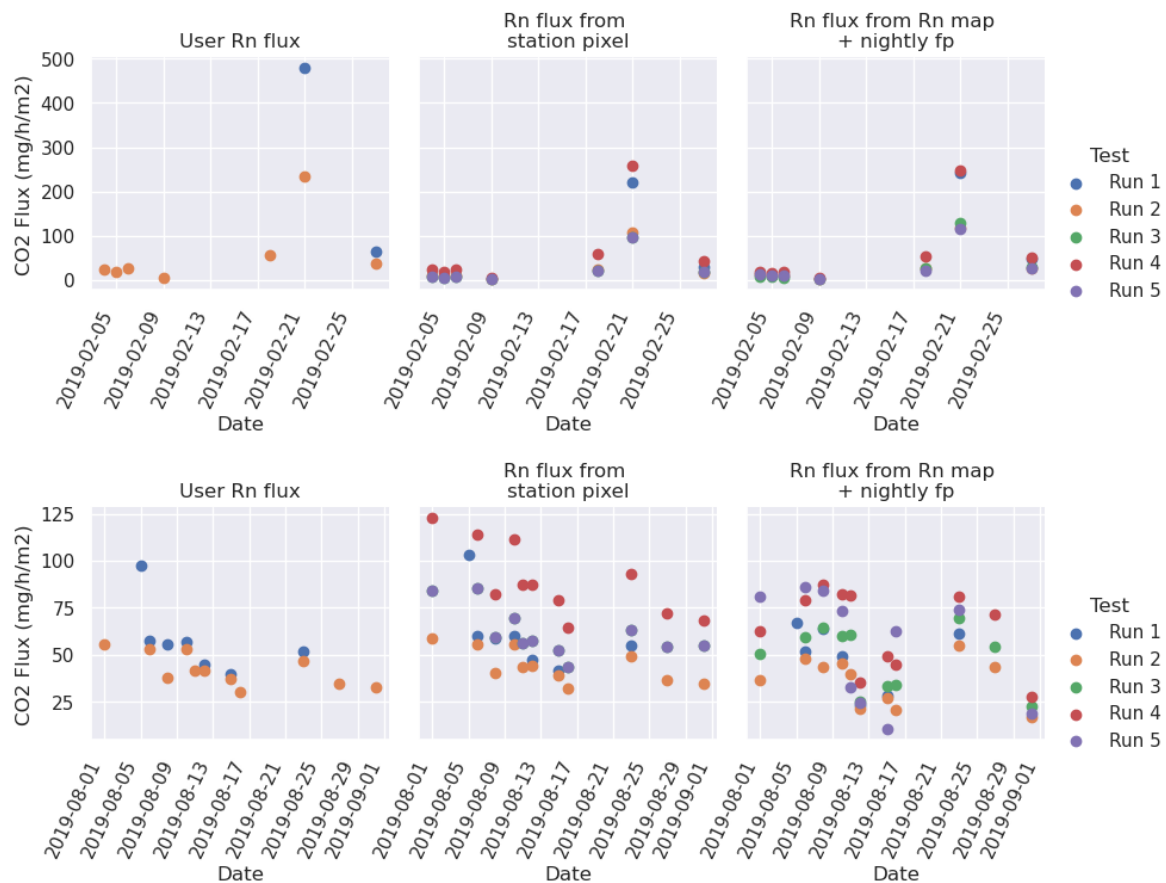 User Rn flux
Rn flux from
station pixel
Rn flux from Rn map
+ nightly fp
CO2 Flux (mg/h/m2)
500
400
300
200
100
0
2019-02-05
2019-02-09
2019-02-13
2019-02-17
2019-02-21
2019-02-25
Date
2019-02-05
2019-02-09
2019-02-13
2019-02-17
2019-02-21
2019-02-25
Date
2019-02-05
2019-02-09
2019-02-13
2019-02-17
2019-02-21
2019-02-25
Date
Test
Run 1
Run 2
Run 3
Run 4
Run 5
User Rn flux
Rn flux from
station pixel
Rn flux from Rn map
+ nightly fp
CO2 Flux (mg/h/m2)
125
100
75
50
25
2019-08-01
2019-08-05
2019-08-09
2019-08-13
2019-08-17
2019-08-21
2019-08-25
2019-08-29
2019-09-01
Date
2019-08-01
2019-08-05
2019-08-09
2019-08-13
2019-08-17
2019-08-21
2019-08-25
2019-08-29
2019-09-01
Date
2019-08-01
2019-08-05
2019-08-09
2019-08-13
2019-08-17
2019-08-21
2019-08-25
2019-08-29
2019-09-01
Date
Test
Run 1
Run 2
Run 3
Run 4
Run 5